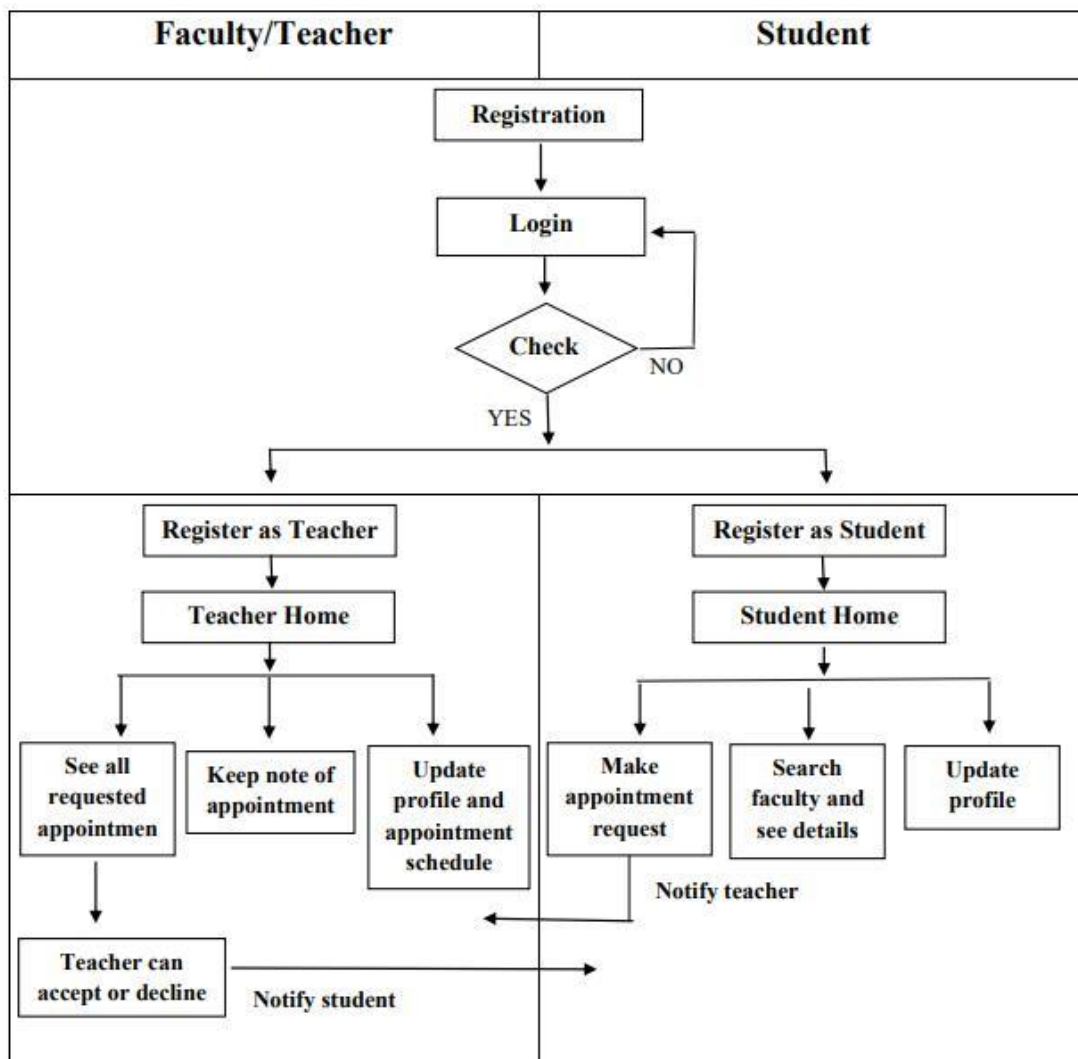 Faculty/Teacher
Student
Registration
Login
Check
NO
YES
Register as Teacher
Register as Student
Teacher Home
Student Home
See all
requested
appointmen
Keep note of
appointment
Update
profile and
appointment
schedule
Make
appointment
request
Search
faculty and
see details
Update
profile
Notify teacher
Teacher can
accept or decline
Notify student